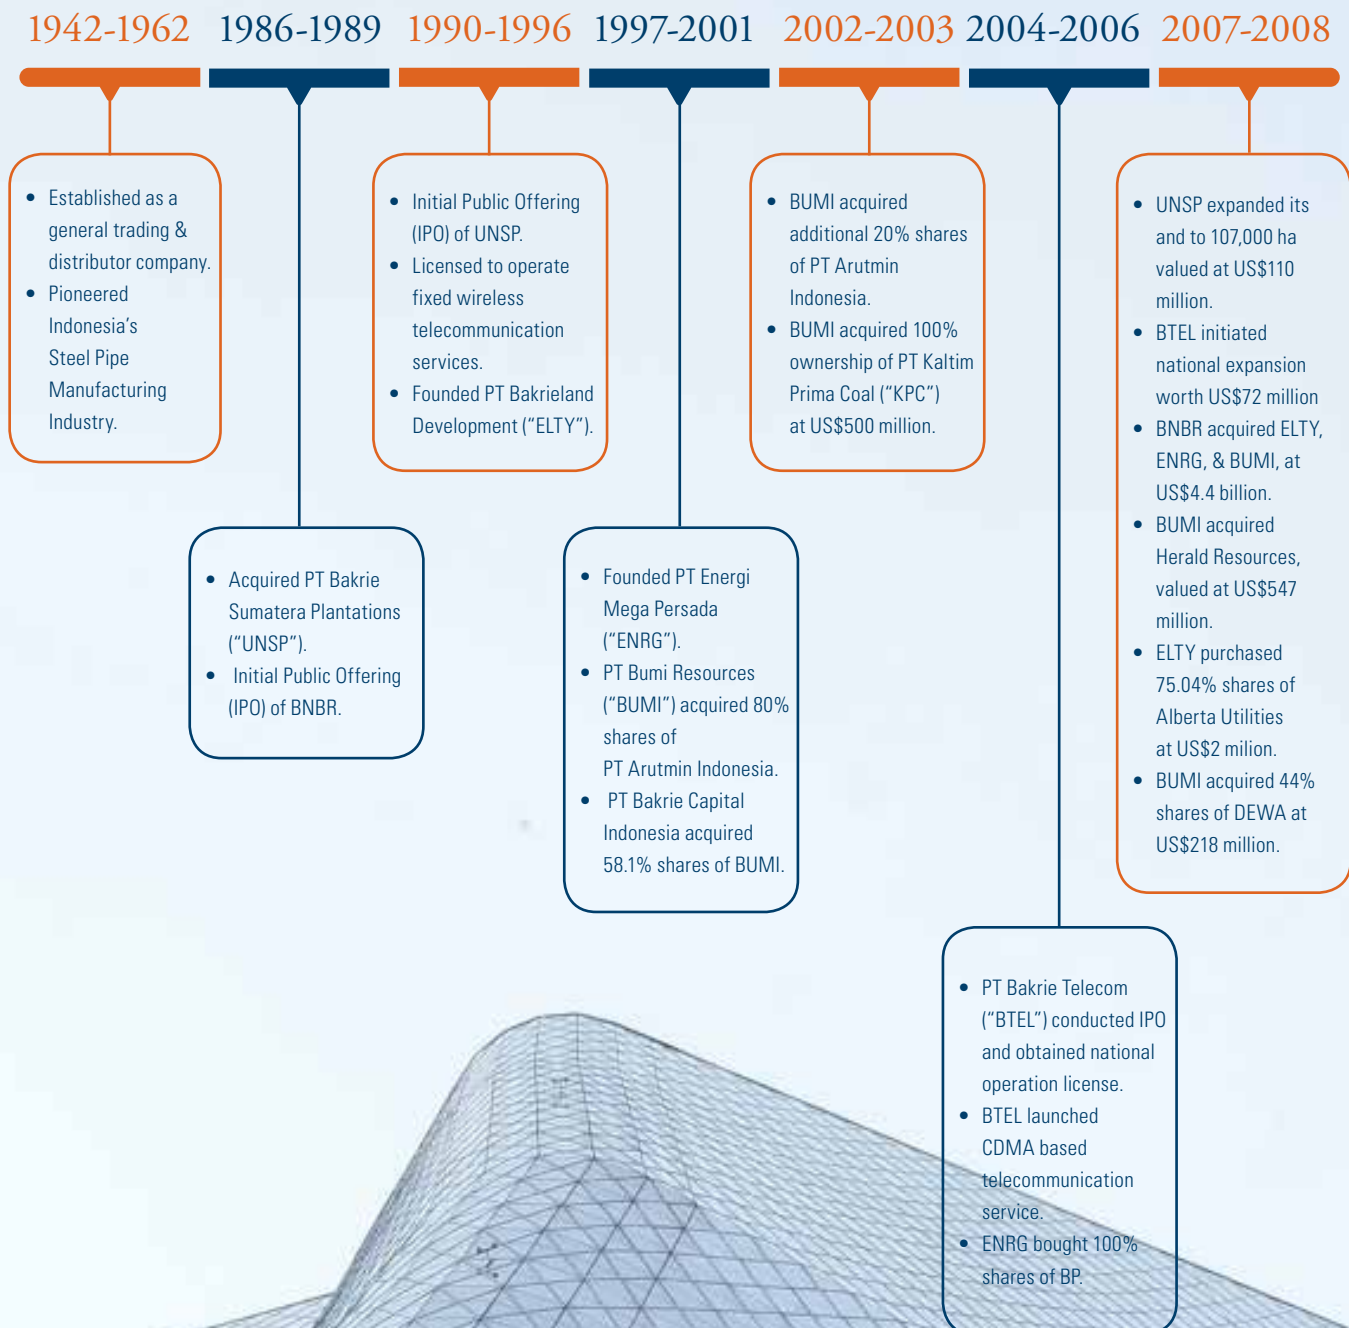 1942-1962
1986-1989
1990-1996
1997-2001
2002-2003
2004-2006
2007-2008
• Established as a
general trading &
distributor company.
• Pioneered
Indonesia's
Steel Pipe
Manufacturing
Industry.
• Acquired PT Bakrie
Sumatera Plantations
("UNSP").
• Initial Public Offering
(IPO) of BNBR.
• Initial Public Offering
(IPO) of UNSP.
• Licensed to operate
fixed wireless
telecommunication
services.
• Founded PT Bakrieland
Development ("ELTY").
• Founded PT Energi
Mega Persada
("ENRG").
• PT Bumi Resources
("BUMI") acquired 80%
shares of
PT Arutmin Indonesia.
• PT Bakrie Capital
Indonesia acquired
58.1% shares of BUMI.
• BUMI acquired
additional 20% shares
of PT Arutmin
Indonesia.
• BUMI acquired 100%
ownership of PT Kaltim
Prima Coal ("KPC")
at US$500 million.
• PT Bakrie Telecom
("BTEL") conducted IPO
and obtained national
operation license.
• BTEL launched
CDMA based
telecommunication
service.
• ENRG bought 100%
shares of BP.
• UNSP expanded its
and to 107,000 ha
valued at US$110
million.
• BTEL initiated
national expansion
worth US$72 million
• BNBR acquired ELTY,
ENRG, & BUMI, at
US$4.4 billion.
• BUMI acquired
Herald Resources,
valued at US$547
million.
• ELTY purchased
75.04% shares of
Alberta Utilities
at US$2 milion.
• BUMI acquired 44%
shares of DEWA at
US$218 million.